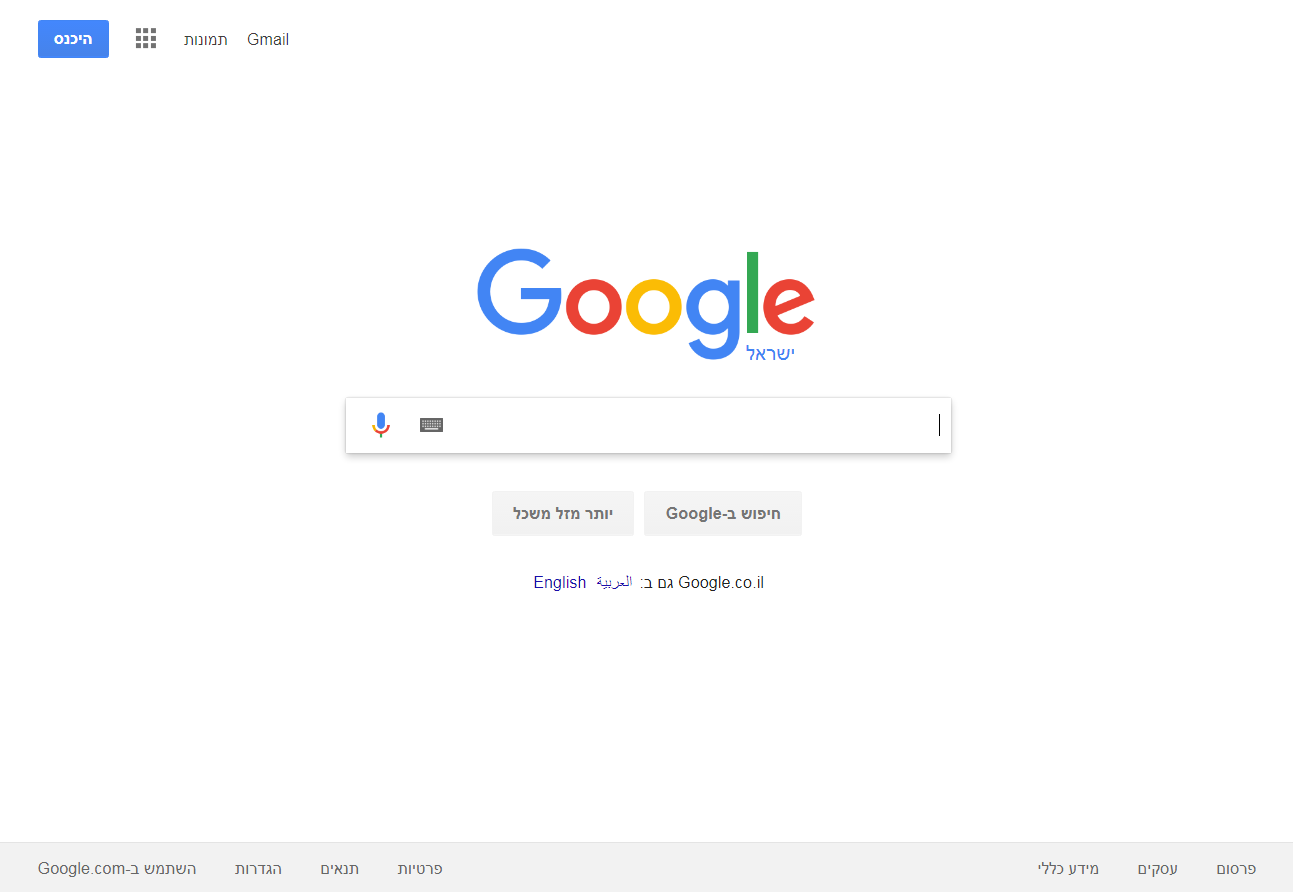 Gmail תמונות היכנס
Google
ישראל
חיפוש ב-Google יותר מזל משכל
Google.co.il גם ב: العربية English
פרסום עסקים מידע כללי פרטיות תנאים הגדרות השתמש ב-Google.com